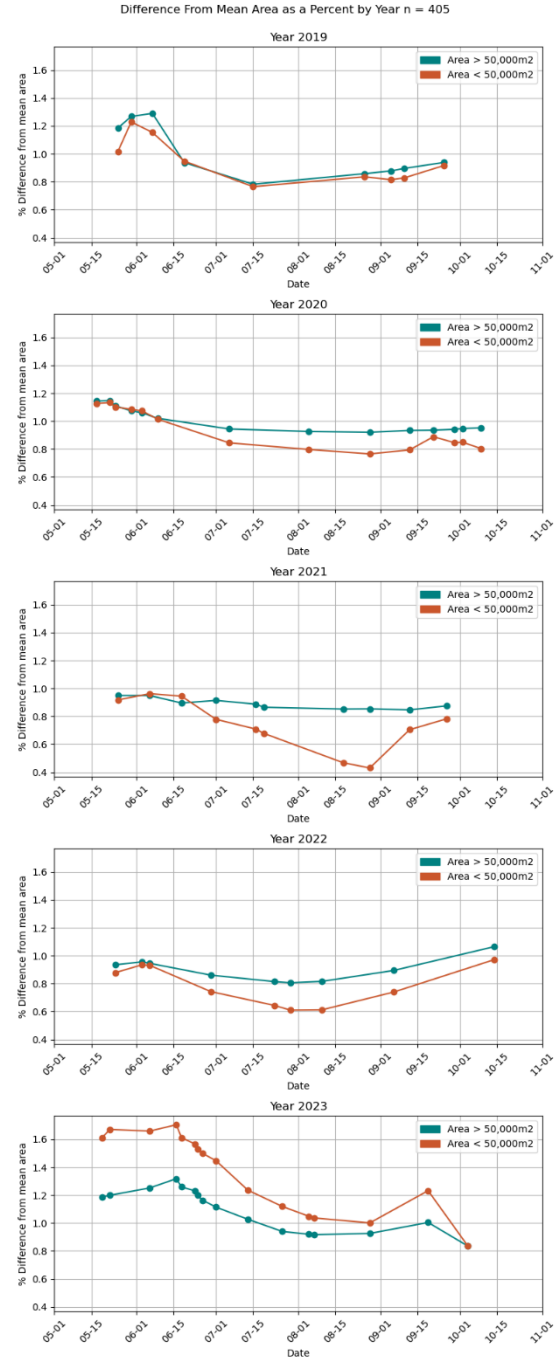 Difference From Mean Area as a Percent by Year n = 405
Year 2019
Area > 50,000m2
Area < 50,000m2
% Difference from mean area
1.6
1.4
1.2
1.0
0.8
0.6
0.4
05-01 05-15 06-01 06-15 07-01 07-15 08-01 08-15 09-01 09-15 10-01 10-15 11-01
Date
Year 2020
Area > 50,000m2
Area < 50,000m2
% Difference from mean area
1.6
1.4
1.2
1.0
0.8
0.6
0.4
05-01 05-15 06-01 06-15 07-01 07-15 08-01 08-15 09-01 09-15 10-01 10-15 11-01
Date
Year 2021
Area > 50,000m2
Area < 50,000m2
% Difference from mean area
1.6
1.4
1.2
1.0
0.8
0.6
0.4
05-01 05-15 06-01 06-15 07-01 07-15 08-01 08-15 09-01 09-15 10-01 10-15 11-01
Date
Year 2022
Area > 50,000m2
Area < 50,000m2
% Difference from mean area
1.6
1.4
1.2
1.0
0.8
0.6
0.4
05-01 05-15 06-01 06-15 07-01 07-15 08-01 08-15 09-01 09-15 10-01 10-15 11-01
Date
Year 2023
Area > 50,000m2
Area < 50,000m2
% Difference from mean area
1.6
1.4
1.2
1.0
0.8
0.6
0.4
05-01 05-15 06-01 06-15 07-01 07-15 08-01 08-15 09-01 09-15 10-01 10-15 11-01
Date